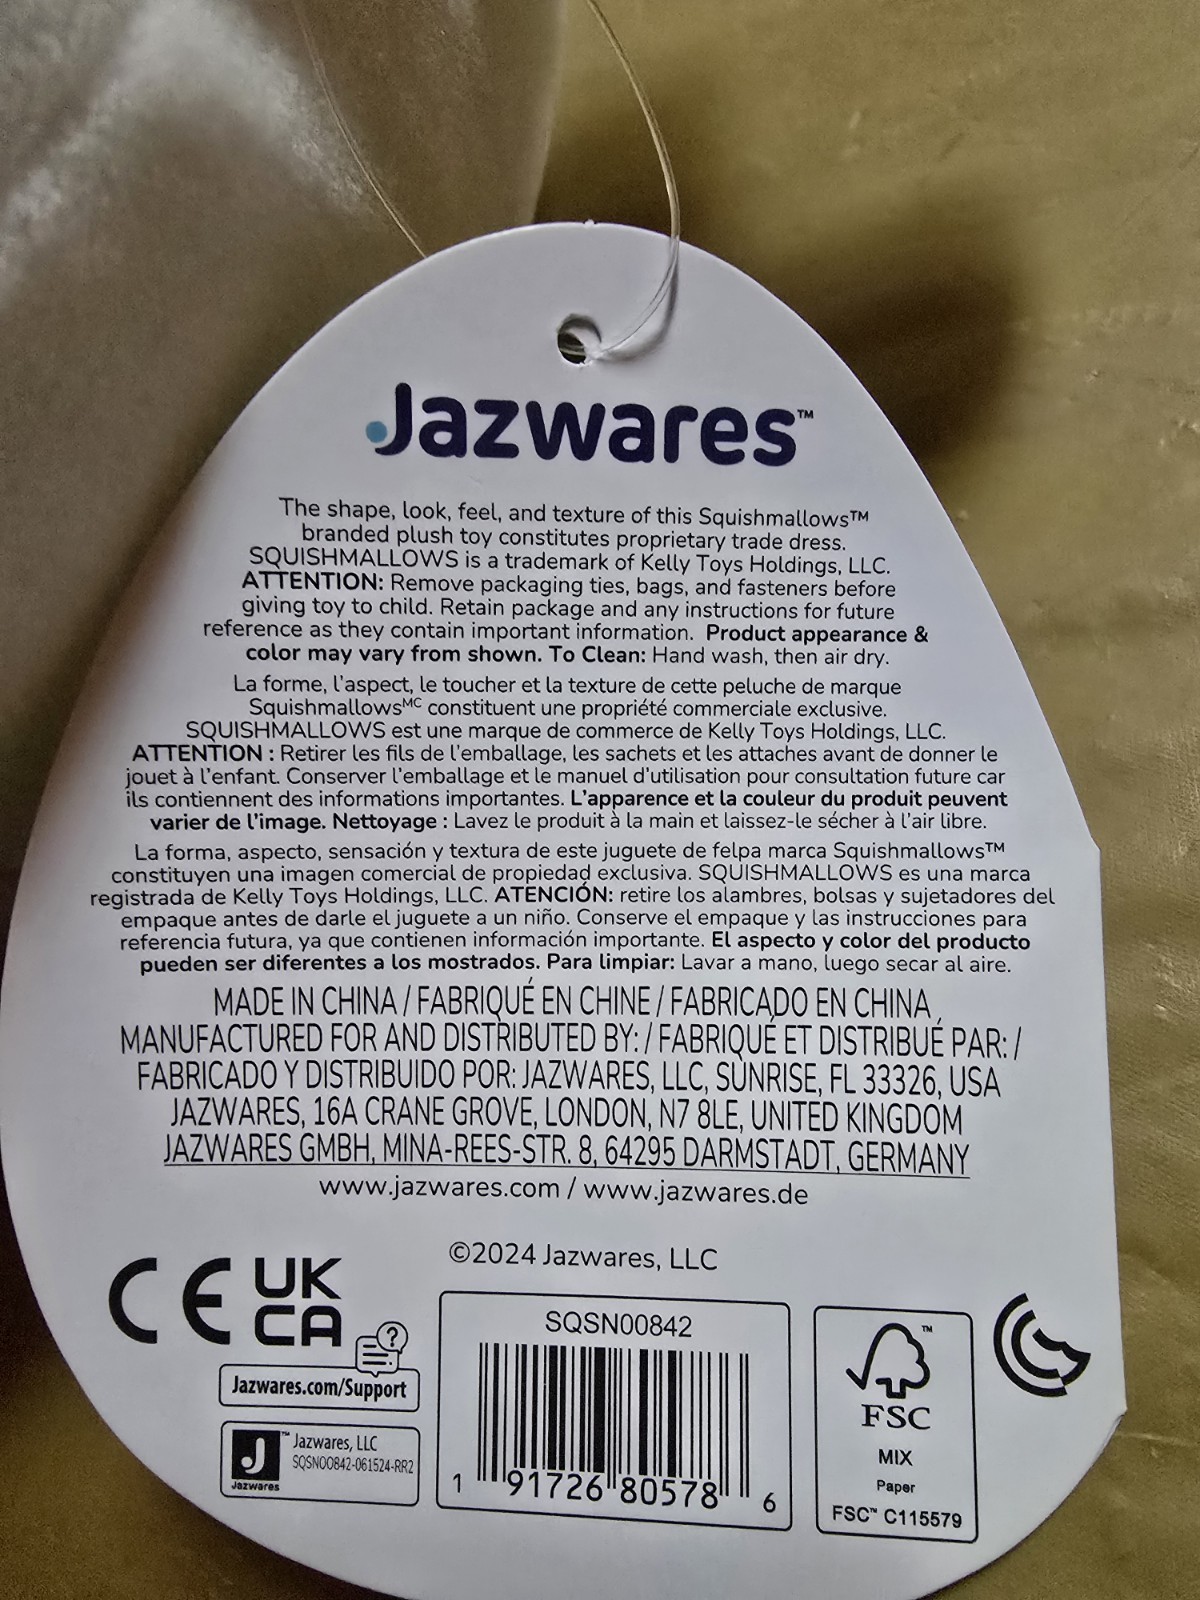 Jazwares™
The shape, look, feel, and texture of this Squishmallows™
branded plush toy constitutes proprietary trade dress.
SQUISHMALLOWS is a trademark of Kelly Toys Holdings, LLC.
ATTENTION: Remove packaging ties, bags, and fasteners before
giving toy to child. Retain package and any instructions for future
reference as they contain important information. Product appearance &
color may vary from shown. To Clean: Hand wash, then air dry.
La forme, l'aspect, le toucher et la texture de cette peluche de marque
Squishmallowsᴹᶜ constituent une propriété commerciale exclusive.
SQUISHMALLOWS est une marque de commerce de Kelly Toys Holdings, LLC.
ATTENTION : Retirer les fils de l'emballage, les sachets et les attaches avant de donner le
jouet à l'enfant. Conserver l'emballage et le manuel d'utilisation pour consultation future car
ils contiennent des informations importantes. L'apparence et la couleur du produit peuvent
varier de l'image. Nettoyage : Lavez le produit à la main et laissez-le sécher à l'air libre.
La forma, aspecto, sensación y textura de este juguete de felpa marca Squishmallows™
constituyen una imagen comercial de propiedad exclusiva. SQUISHMALLOWS es una marca
registrada de Kelly Toys Holdings, LLC. ATENCIÓN: retire los alambres, bolsas y sujetadores del
empaque antes de darle el juguete a un niño. Conserve el empaque y las instrucciones para
referencia futura, ya que contienen información importante. El aspecto y color del producto
pueden ser diferentes a los mostrados. Para limpiar: Lavar a mano, luego secar al aire.
MADE IN CHINA / FABRIQUÉ EN CHINE / FABRICADO EN CHINA
MANUFACTURED FOR AND DISTRIBUTED BY: / FABRIQUÉ ET DISTRIBUÉ PAR: /
FABRICADO Y DISTRIBUIDO POR: JAZWARES, LLC, SUNRISE, FL 33326, USA
JAZWARES, 16A CRANE GROVE, LONDON, N7 8LE, UNITED KINGDOM
JAZWARES GMBH, MINA-REES-STR. 8, 64295 DARMSTADT, GERMANY
www.jazwares.com / www.jazwares.de
©2024 Jazwares, LLC
CE UK
CA
?
Jazwares.com/Support
J™
Jazwares
Jazwares, LLC
SQSN00842-061524-RR2
SQSN00842
1 91726 80578 6
™
FSC
MIX
Paper
FSC™ C115579